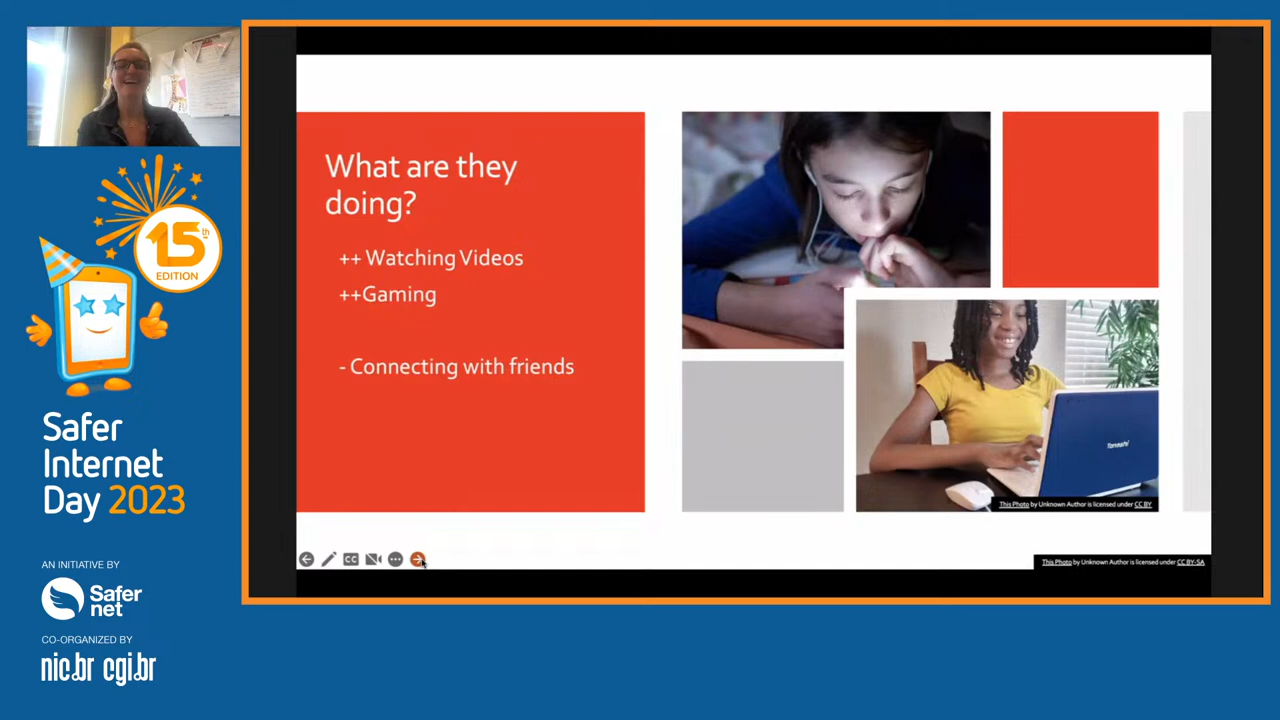 15th
EDITION
Safer
Internet
Day 2023
AN INITIATIVE BY
Safer
net
CO-ORGANIZED BY
nic.br cgi.br
What are they
doing?
++ Watching Videos
++Gaming
- Connecting with friends
This Photo by Unknown Author is licensed under CC BY
CC
This Photo by Unknown Author is licensed under CC BY-SA